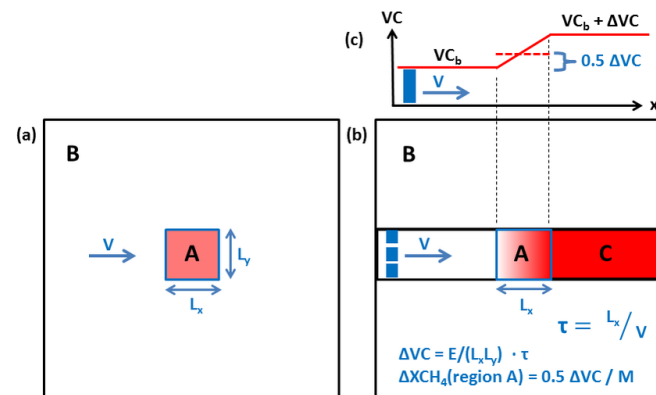 (c)
VC
VC_b
VC_b + ΔVC
0.5 ΔVC
V
x
(a)
B
V
A
L_y
L_x
(b)
B
V
A
C
L_x
τ = L_x/V
ΔVC = E/(L_xL_y) · τ
ΔXCH₄(region A) = 0.5 ΔVC / M